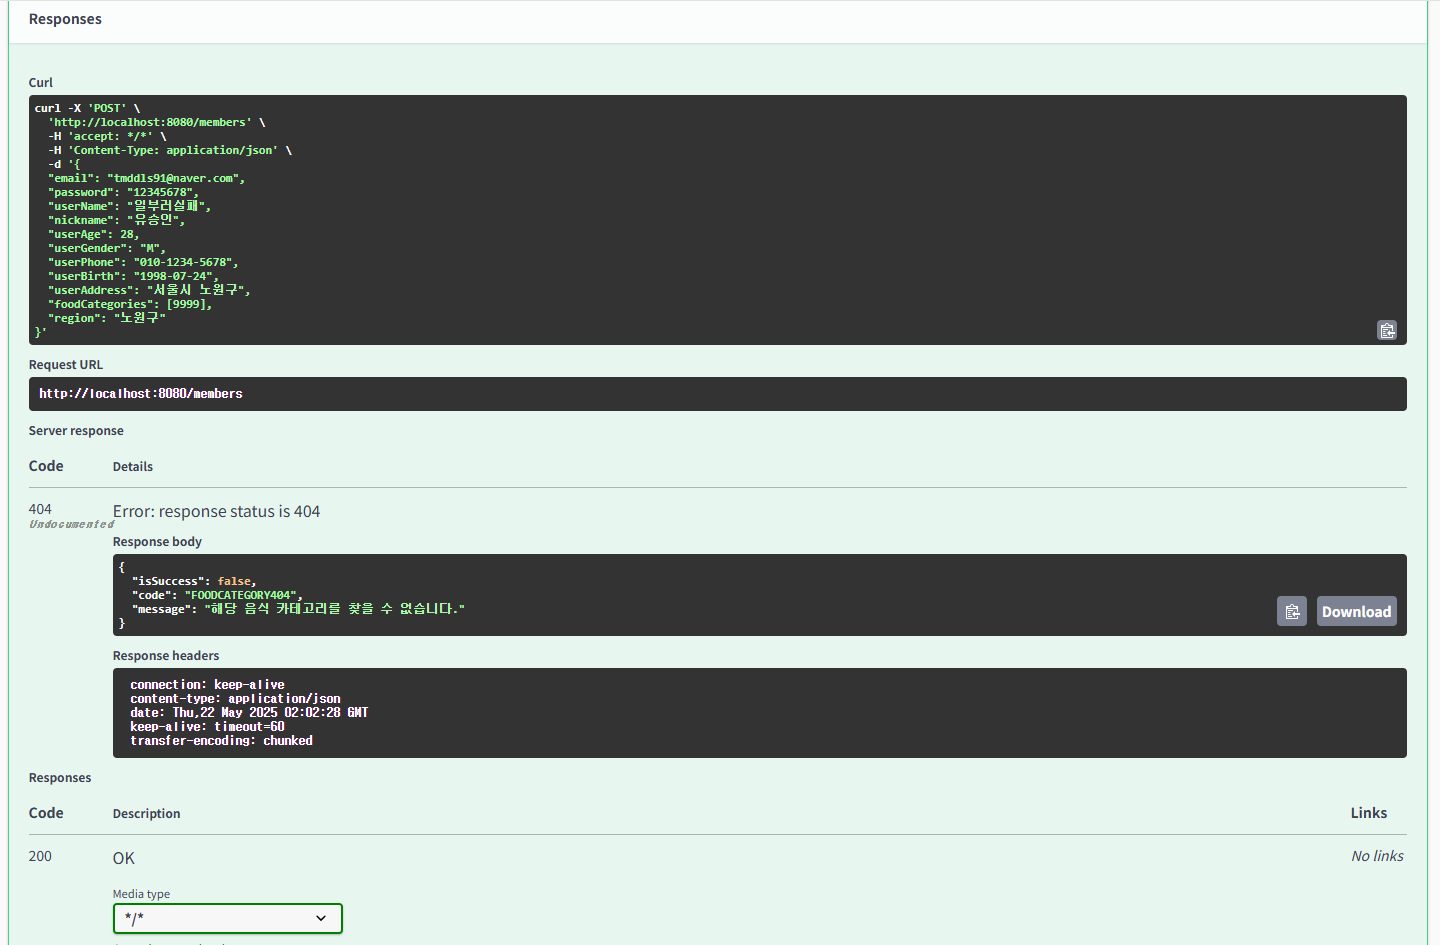 Responses
Curl
curl -X 'POST' \
'http://localhost:8080/members' \
-H 'accept: */*' \
-H 'Content-Type: application/json' \
-d '{
"email": "tmddls91@naver.com",
"password": "12345678",
"userName": "일부러실패",
"nickname": "유승인",
"userAge": 28,
"userGender": "M",
"userPhone": "010-1234-5678",
"userBirth": "1998-07-24",
"userAddress": "서울시 노원구",
"foodCategories": [9999],
"region": "노원구"
}'
Request URL
http://localhost:8080/members
Server response
Code Details
404 Error: response status is 404
Undocumented
Response body
{
"isSuccess": false,
"code": "FOODCATEGORY404",
"message": "해당 음식 카테고리를 찾을 수 없습니다."
}
Download
Response headers
connection: keep-alive
content-type: application/json
date: Thu,22 May 2025 02:02:28 GMT
keep-alive: timeout=60
transfer-encoding: chunked
Responses
Code Description Links
200 OK No links
Media type
*/*